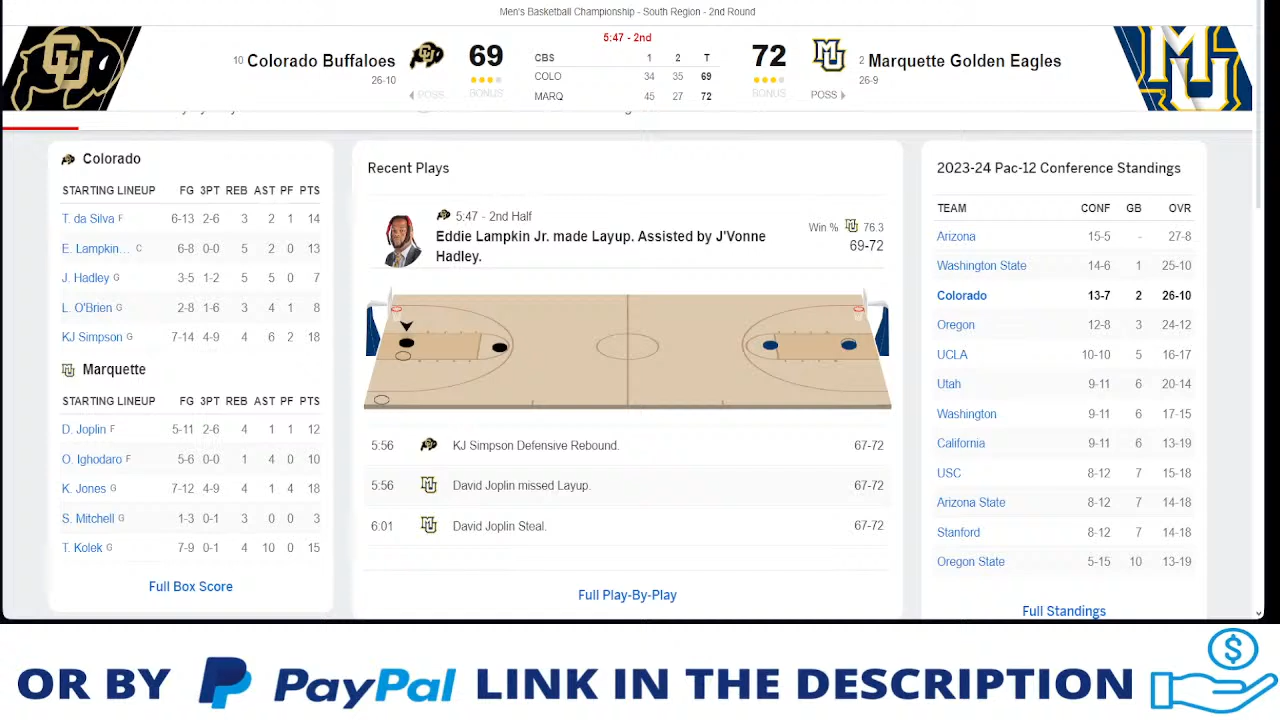 Men's Basketball Championship - South Region - 2nd Round
10 Colorado Buffaloes
26-10
69
POSS
BONUS
5:47 - 2nd
CBS 1 2 T
COLO 34 35 69
MARQ 45 27 72
72
BONUS
POSS
2 Marquette Golden Eagles
26-9
Colorado
STARTING LINEUP FG 3PT REB AST PF PTS
T. da Silva F 6-13 2-6 3 2 1 14
E. Lampkin... C 6-8 0-0 5 2 0 13
J. Hadley G 3-5 1-2 5 5 0 7
L. O'Brien G 2-8 1-6 3 4 1 8
KJ Simpson G 7-14 4-9 4 6 2 18
Marquette
STARTING LINEUP FG 3PT REB AST PF PTS
D. Joplin F 5-11 2-6 4 1 1 12
O. Ighodaro F 5-6 0-0 1 4 0 10
K. Jones G 7-12 4-9 4 1 4 18
S. Mitchell G 1-3 0-1 3 0 0 3
T. Kolek G 7-9 0-1 4 10 0 15
Full Box Score
Recent Plays
5:47 - 2nd Half
Eddie Lampkin Jr. made Layup. Assisted by J'Vonne
Hadley.
Win % 76.3
69-72
5:56 KJ Simpson Defensive Rebound. 67-72
5:56 David Joplin missed Layup. 67-72
6:01 David Joplin Steal. 67-72
Full Play-By-Play
2023-24 Pac-12 Conference Standings
TEAM CONF GB OVR
Arizona 15-5 - 27-8
Washington State 14-6 1 25-10
Colorado 13-7 2 26-10
Oregon 12-8 3 24-12
UCLA 10-10 5 16-17
Utah 9-11 6 20-14
Washington 9-11 6 17-15
California 9-11 6 13-19
USC 8-12 7 15-18
Arizona State 8-12 7 14-18
Stanford 8-12 7 14-18
Oregon State 5-15 10 13-19
Full Standings
OR BY PayPal LINK IN THE DESCRIPTION